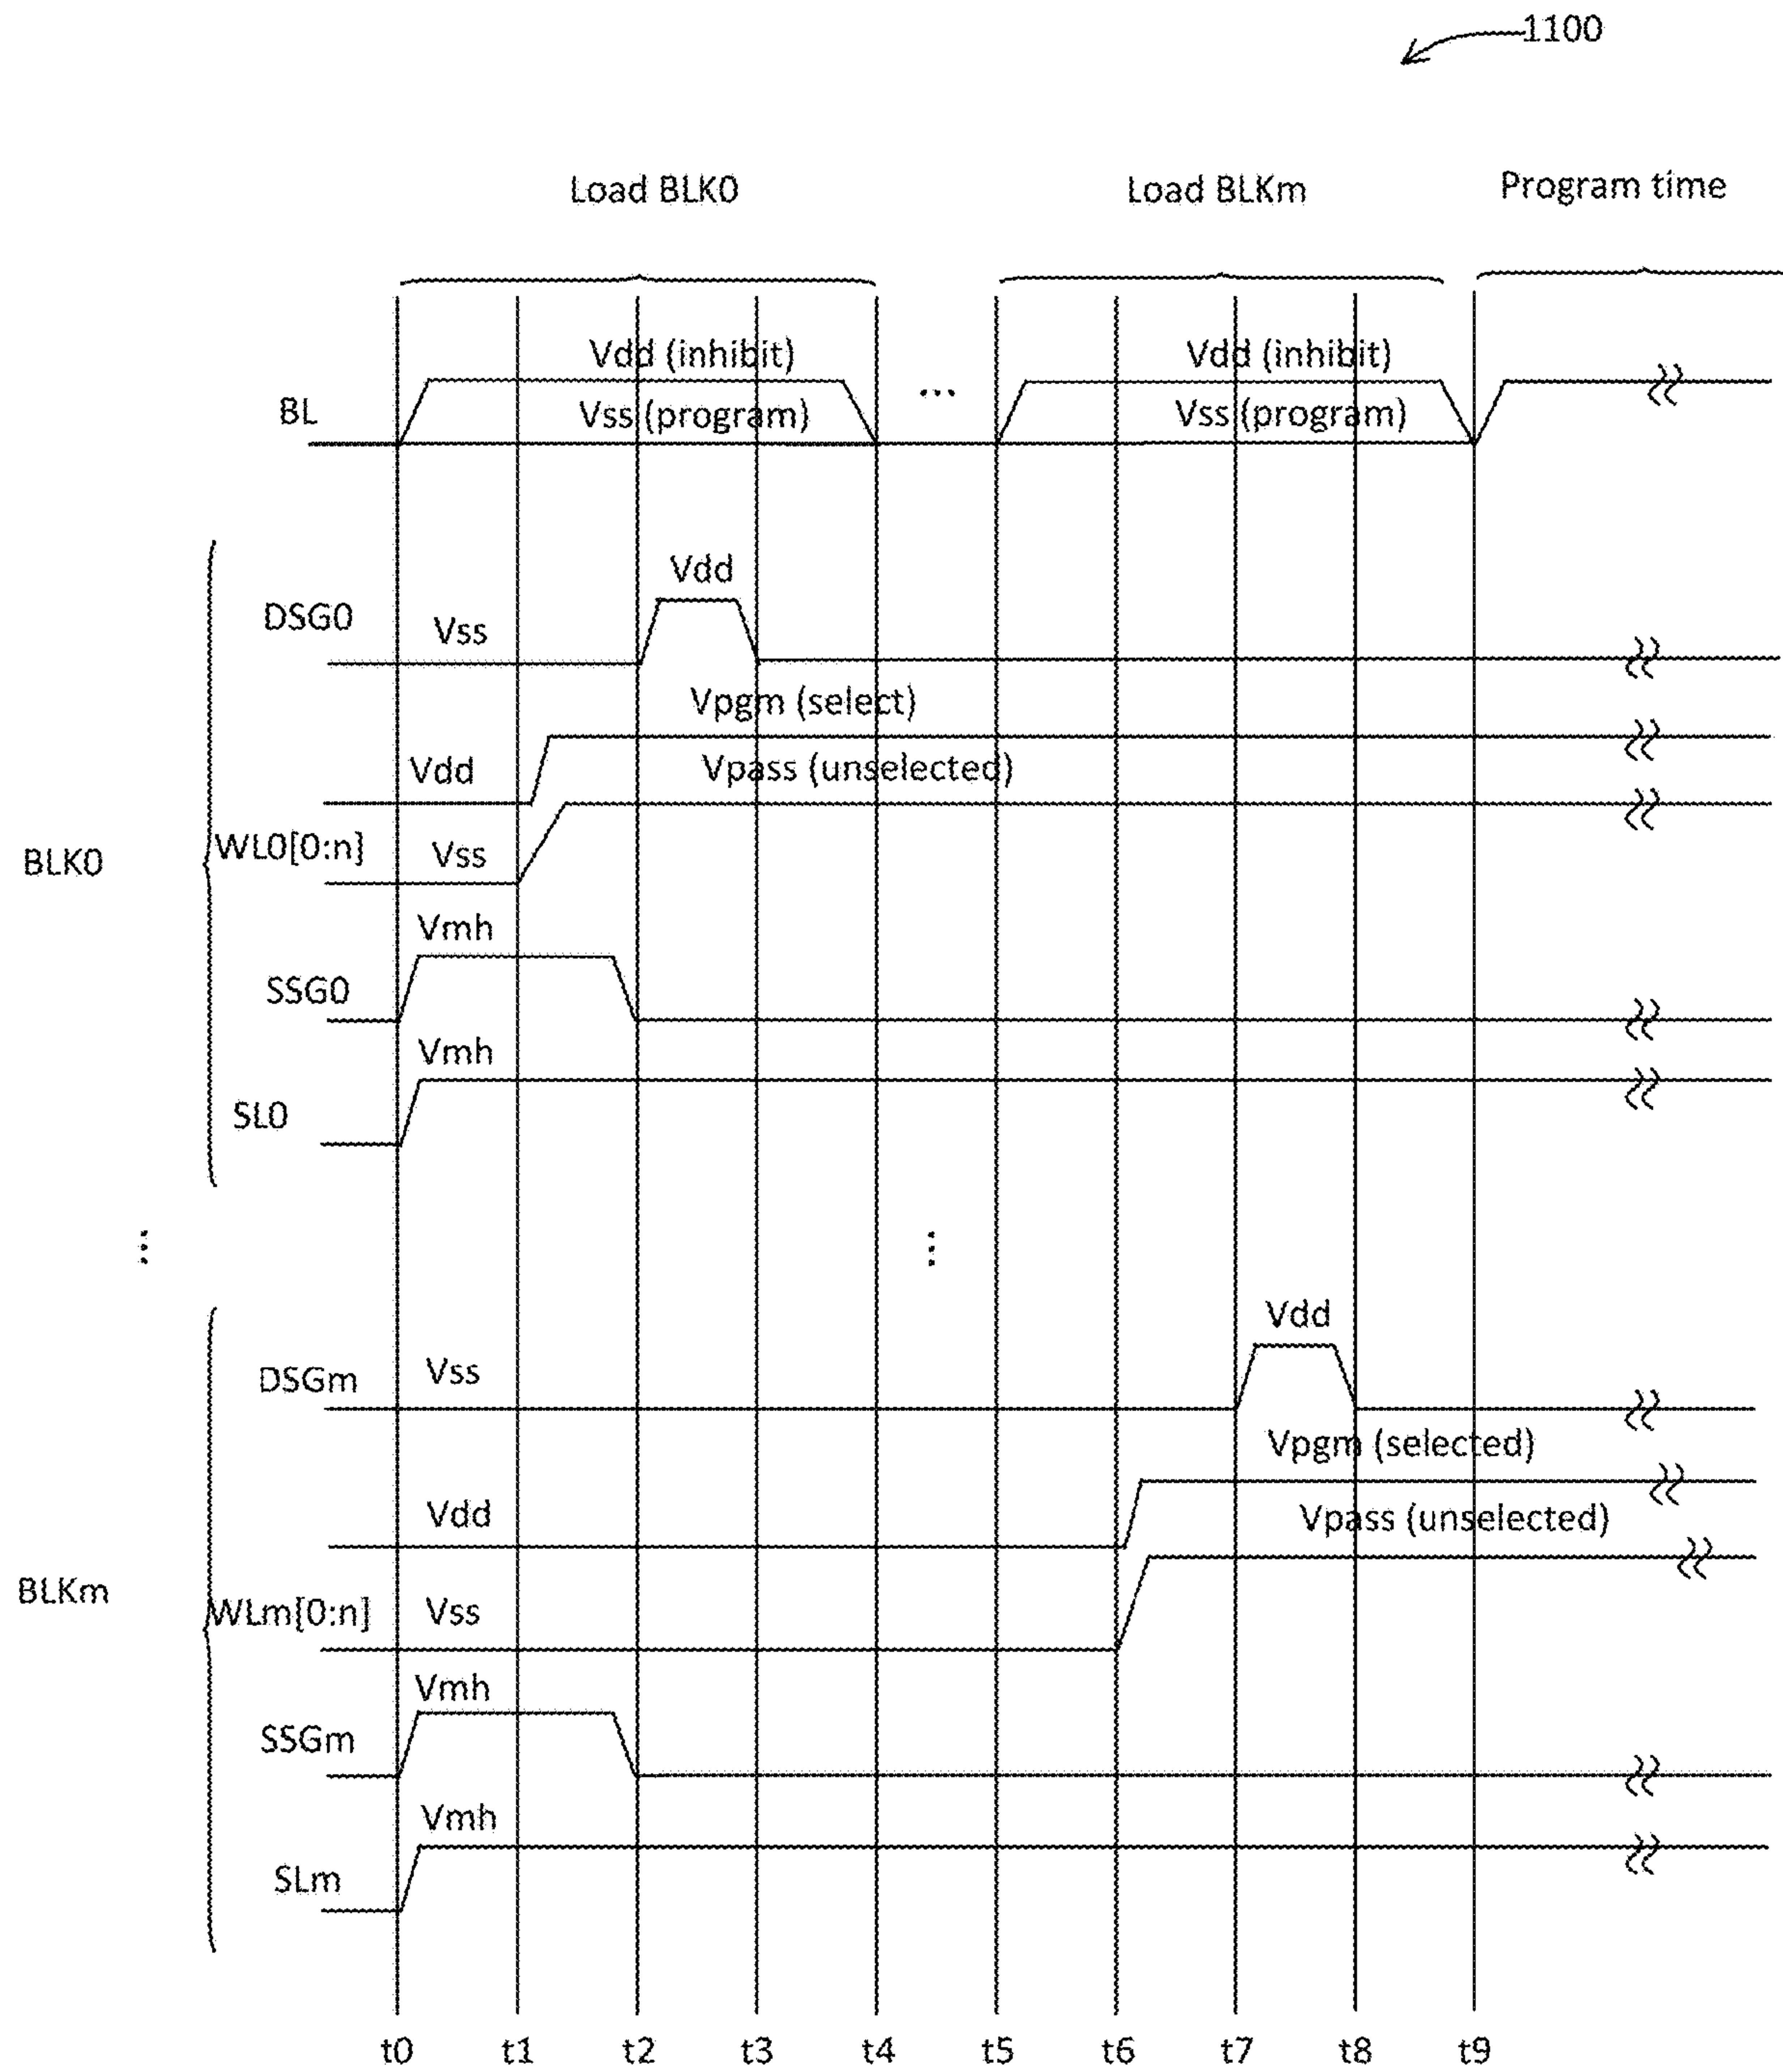 1100
Load BLK0
Load BLKm
Program time
Vdd (inhibit)
Vdd (inhibit)
...
BL
Vss (program)
Vss (program)
Vdd
DSG0
Vss
Vpgm (select)
Vdd
Vpass (unselected)
BLK0
WL0[0:n]
Vss
Vmh
SSG0
Vmh
SL0
...
...
Vdd
DSGm
Vss
Vpgm (selected)
Vdd
Vpass (unselected)
BLKm
WLm[0:n]
Vss
Vmh
SSGm
Vmh
SLm
t0 t1 t2 t3 t4 t5 t6 t7 t8 t9